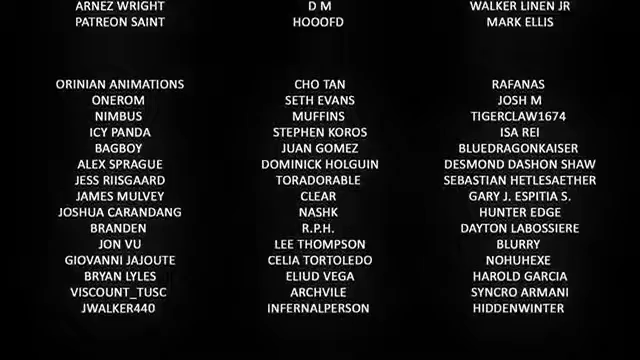 ARNEZ WRIGHT D M WALKER LINEN JR
PATREON SAINT HOOOFD MARK ELLIS
ORINIAN ANIMATIONS CHO TAN RAFANAS
ONEROM SETH EVANS JOSH M
NIMBUS MUFFINS TIGERCLAW1674
ICY PANDA STEPHEN KOROS ISA REI
BAGBOY JUAN GOMEZ BLUEDRAGONKAISER
ALEX SPRAGUE DOMINICK HOLGUIN DESMOND DASHON SHAW
JESS RIISGAARD TORADORABLE SEBASTIAN HETLESAETHER
JAMES MULVEY CLEAR GARY J. ESPITIA S.
JOSHUA CARANDANG NASHK HUNTER EDGE
BRANDEN R.P.H. DAYTON LABOSSIERE
JON VU LEE THOMPSON BLURRY
GIOVANNI JAJOUTE CELIA TORTOLEDO NOHUHEXE
BRYAN LYLES ELIUD VEGA HAROLD GARCIA
VISCOUNT_TUSC ARCHVILE SYNCRO ARMANI
JWALKER440 INFERNALPERSON HIDDENWINTER